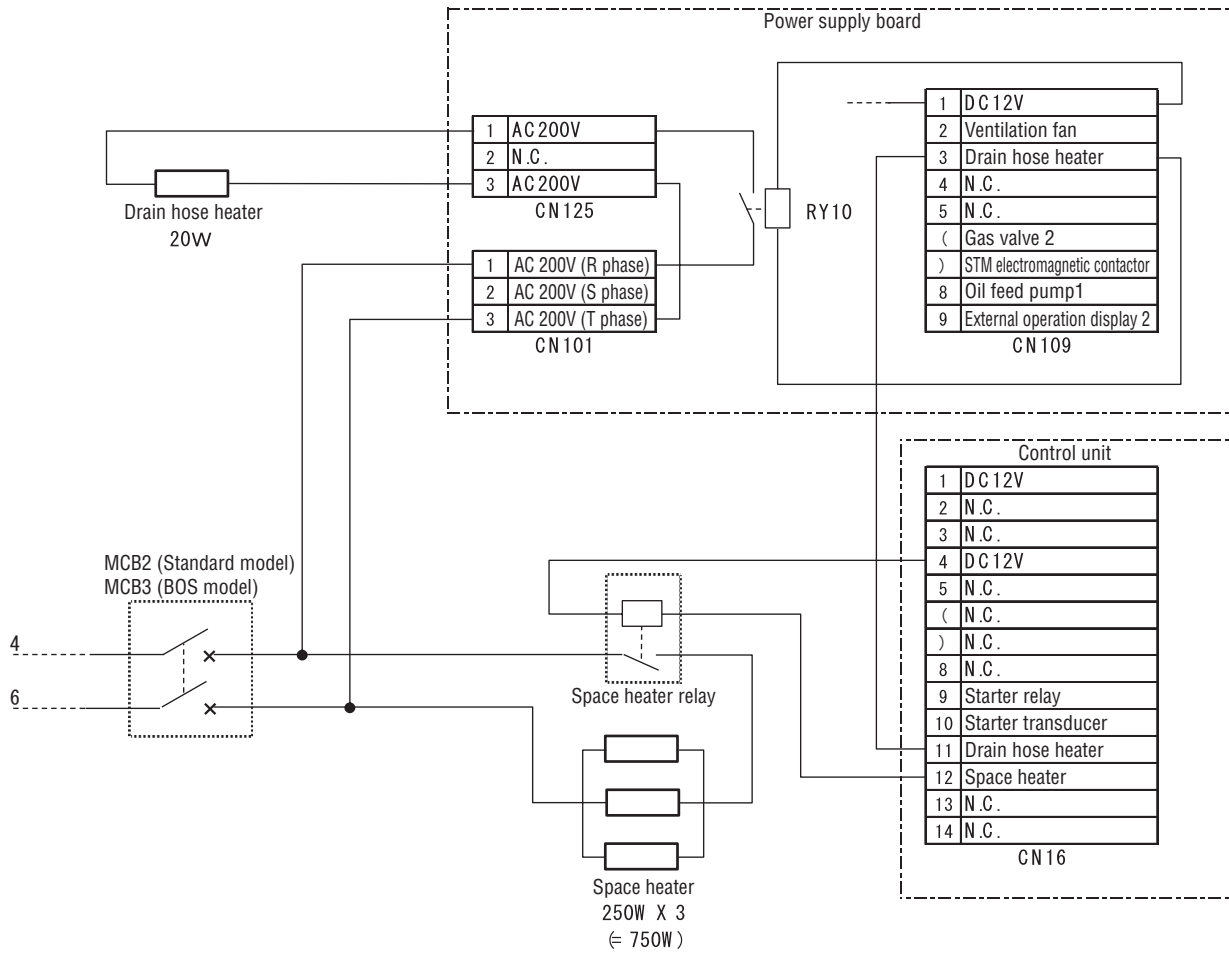 Power supply board
1 DC12V
2 Ventilation fan
3 Drain hose heater
4 N.C.
5 N.C.
( Gas valve 2
) STM electromagnetic contactor
8 Oil feed pump1
9 External operation display 2
CN109
1 AC200V
2 N.C.
3 AC200V
CN125
Drain hose heater
20W
RY10
1 AC 200V (R phase)
2 AC 200V (S phase)
3 AC 200V (T phase)
CN101
Control unit
1 DC12V
2 N.C.
3 N.C.
4 DC12V
5 N.C.
( N.C.
) N.C.
8 N.C.
9 Starter relay
10 Starter transducer
11 Drain hose heater
12 Space heater
13 N.C.
14 N.C.
CN16
MCB2 (Standard model)
MCB3 (BOS model)
4
6
Space heater relay
Space heater
250W X 3
(= 750W)